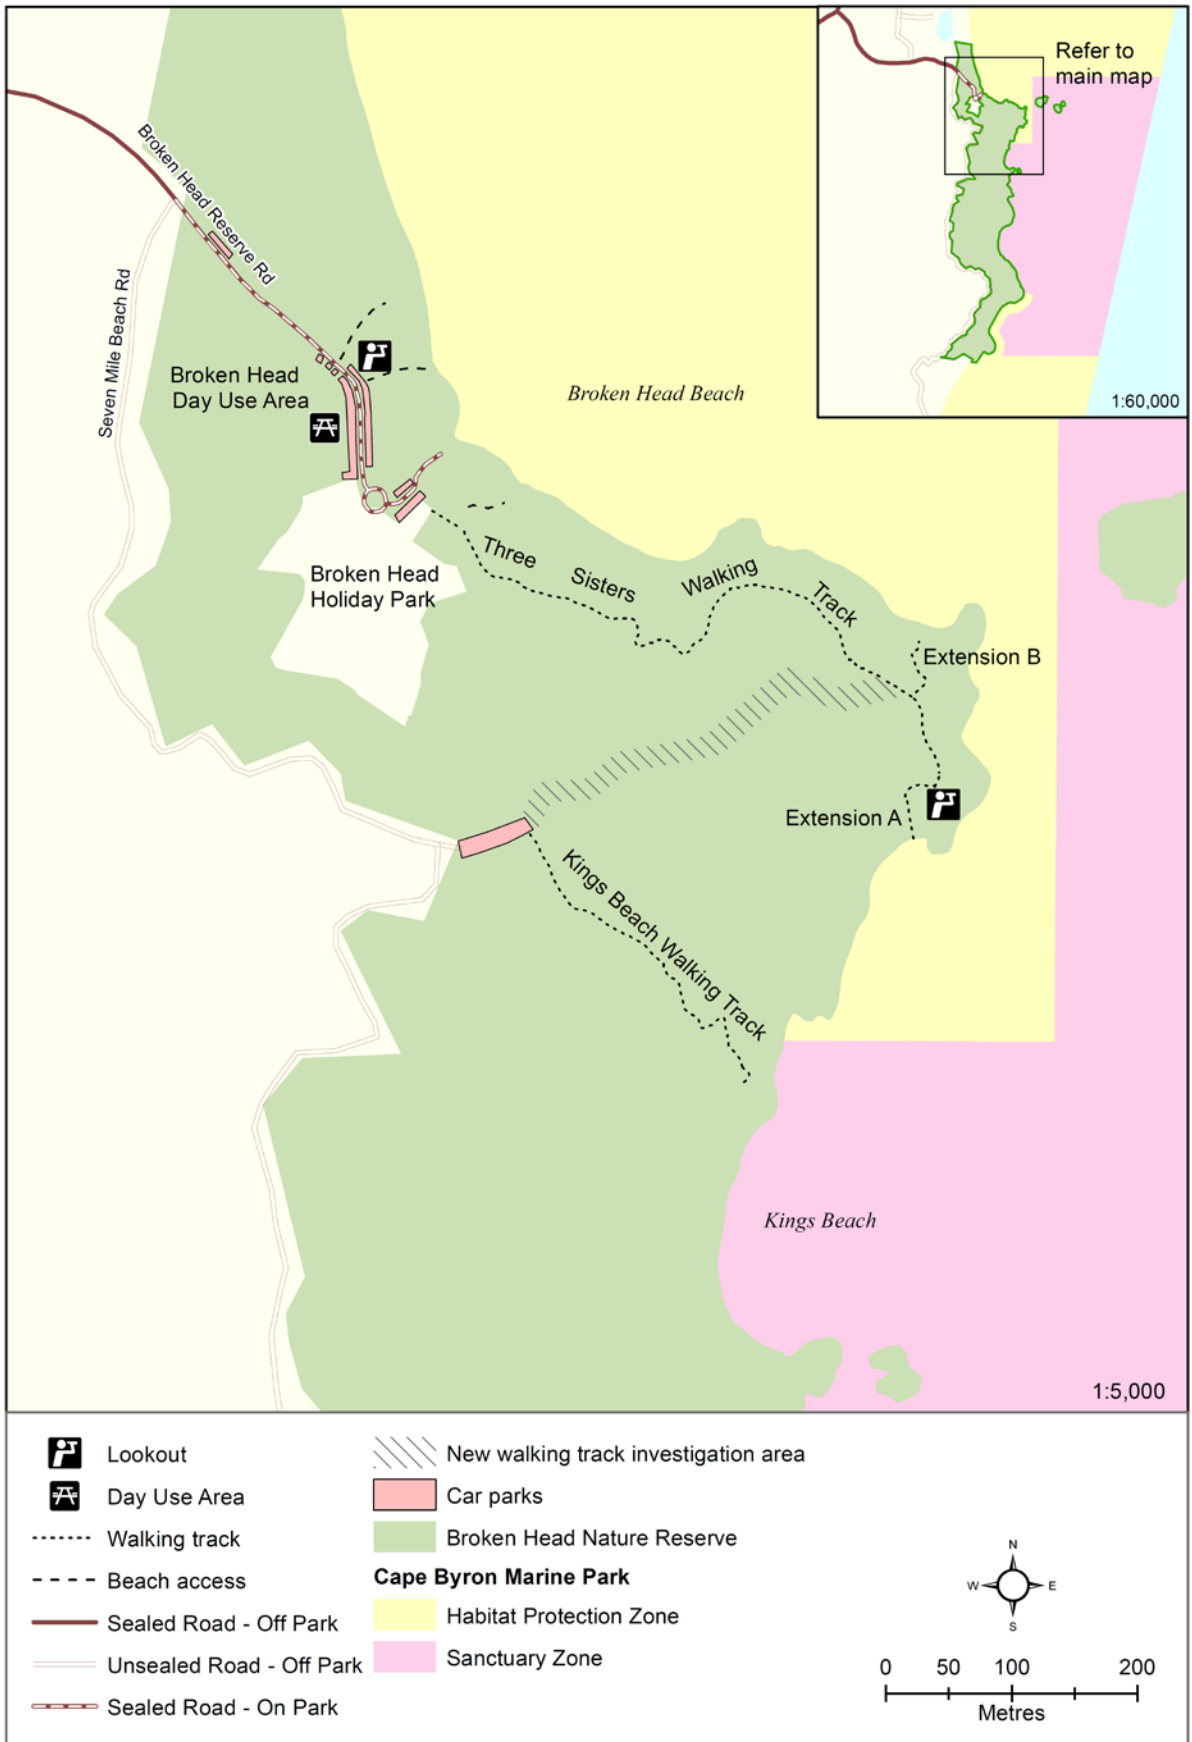 Refer to
main map
1:60,000
Broken Head Reserve Rd
Seven Mile Beach Rd
Broken Head
Day Use Area
Broken Head Beach
Broken Head
Holiday Park
Three Sisters Walking Track
Extension B
Extension A
Kings Beach Walking Track
Kings Beach
1:5,000
Lookout
Day Use Area
Walking track
Beach access
Sealed Road - Off Park
Unsealed Road - Off Park
Sealed Road - On Park
New walking track investigation area
Car parks
Broken Head Nature Reserve
Cape Byron Marine Park
Habitat Protection Zone
Sanctuary Zone
N
W E
S
0 50 100 200
Metres